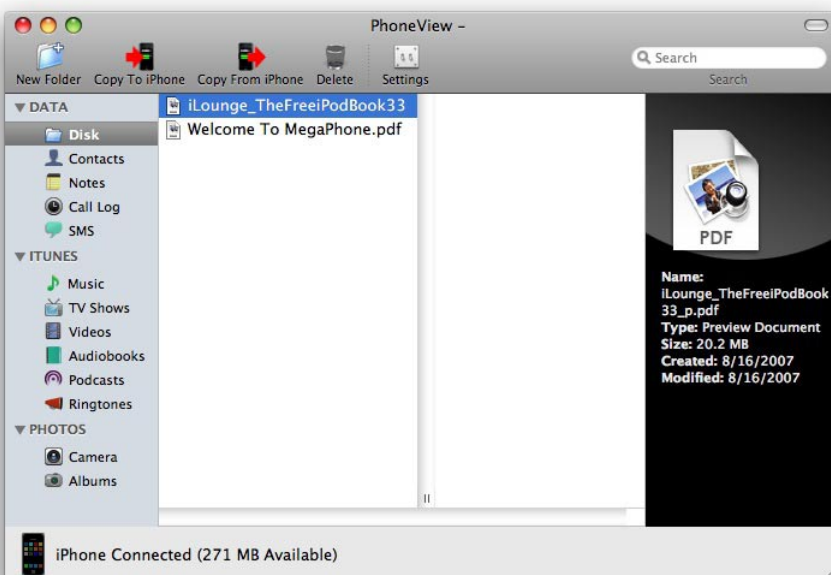 PhoneView –
New Folder Copy To iPhone Copy From iPhone Delete Settings Search
Search
DATA
Disk
Contacts
Notes
Call Log
SMS
ITUNES
Music
TV Shows
Videos
Audiobooks
Podcasts
Ringtones
PHOTOS
Camera
Albums
iLounge_TheFreeiPodBook33
Welcome To MegaPhone.pdf
PDF
Name:
iLounge_TheFreeiPodBook
33_p.pdf
Type: Preview Document
Size: 20.2 MB
Created: 8/16/2007
Modified: 8/16/2007
iPhone Connected (271 MB Available)